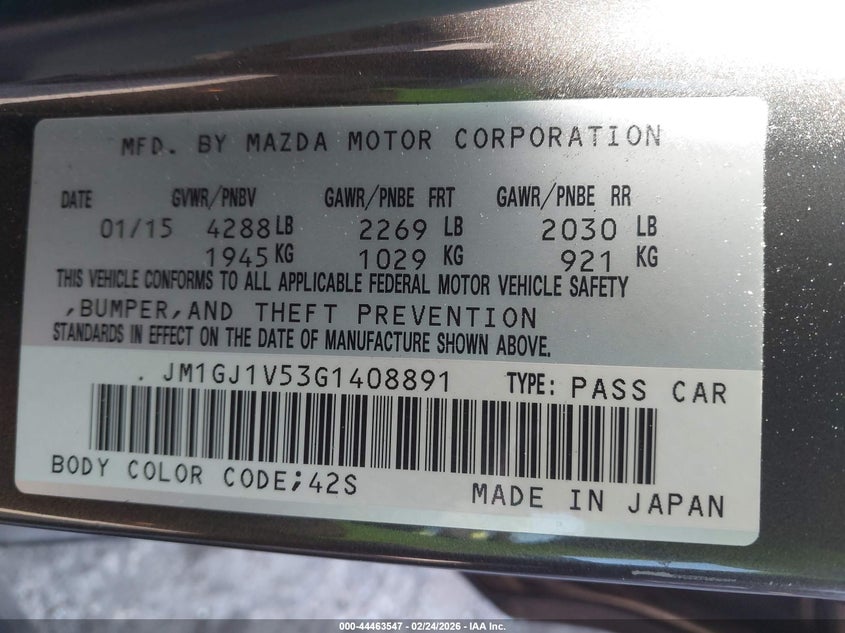 MFD. BY MAZDA MOTOR CORPORATION
DATE GVWR/PNBV GAWR/PNBE FRT GAWR/PNBE RR
01/15 4288 LB 2269 LB 2030 LB
1945 KG 1029 KG 921 KG
THIS VEHICLE CONFORMS TO ALL APPLICABLE FEDERAL MOTOR VEHICLE SAFETY
,BUMPER,AND THEFT PREVENTION
STANDARDS IN EFFECT ON THE DATE OF MANUFACTURE SHOWN ABOVE.
. JM1GJ1V53G1408891 TYPE: PASS CAR
BODY COLOR CODE;42S MADE IN JAPAN
000-44463547 · 02/24/2026 · IAA Inc.